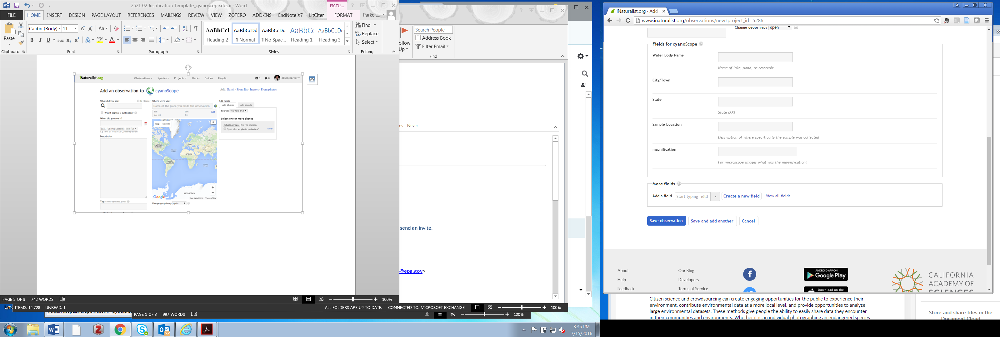 2521 02 Justification Template_cyanoscope.docx - Word
PICTU...
FILE
HOME
INSERT
DESIGN
PAGE LAYOUT
REFERENCES
MAILINGS
REVIEW
VIEW
ZOTERO
ADD-INS
EndNote X7
LitCiter
FORMAT
Parker,...
Paste
Clipboard
Calibri (Body)
11
Font
Paragraph
AaBbCcI
Heading 2
AaBbCcDd
¶ Normal
AaBbCcDd
¶ No Spac...
AaBbC(
Heading 1
AaBbCcD
Heading 3
Styles
Find
Replace
Select
Editing
iNaturalist.org
Observations
Species
Projects
Places
Guides
People
0
0
alisonjparker
Add an observation to cyanoScope
Add: Batch · From list · Import · From photos
What did you see?
ID Please?
Was it captive / cultivated?
When did you see it?
(GMT-05:00) Eastern Time (US
Description
Tags Comma-separated, please
Where were you?
Name of the place you made the observation
Lat:
Lon:
Edit
Acc (m):
Src:
Map
Satellite
NORTH AMERICA
SOUTH AMERICA
Atlantic Ocean
EUROPE
ASIA
AFRICA
ANTARCTICA
Google
Map data ©2016
Terms of Use
Change geoprivacy open
Add media
Add photos
Add sounds
Source: your hard drive
Select one or more photos
Choose Files No file chosen
Sync obs. w/ photo metadata?
clear
PAGE 2 OF 3
742 WORDS
100%
ollow
Up
Search People
Address Book
Filter Email
Find
es
Never
send an invite.
@epa.gov>
ITEMS: 14,728
UNREAD: 1
ALL FOLDERS ARE UP TO DATE.
CONNECTED TO: MICROSOFT EXCHANGE
100%
PAGE 1 OF 3
997 WORDS
100%
3:35 PM
7/15/2016
iNaturalist.org · Add
www.inaturalist.org/observations/new?project_id=5286
Change geoprivacy open
Fields for cyanoScope
Water Body Name
Name of lake, pond, or reservoir
City/Town
State
State (XX)
Sample Location
Description of where specifically the sample was collected
magnification
For microscope images what was the magnification?
More fields
Add a field
Start typing field
Create a new field
View all fields
Save observation
Save and add another
Cancel
About
Help
Feedback
Our Blog
Developers
Terms of Service
ANDROID APP ON
Google Play
Download on the
CALIFORNIA
ACADEMY OF
SCIENCES
Citizen science and crowdsourcing can create engaging opportunities for the public to experience their
environment, contribute environmental data at a more local level, and provide opportunities to analyze
large environmental datasets. These methods give people the ability to easily share data they encounter
in their communities and environments. Whether it is an individual photographing an endangered species
Store and share files in the
Document Cloud